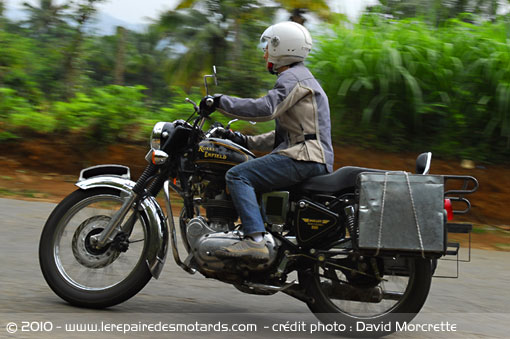 ROYAL ENFIELD
© 2010 - www.lerepairedesmotards.com - crédit photo : David Morcrette